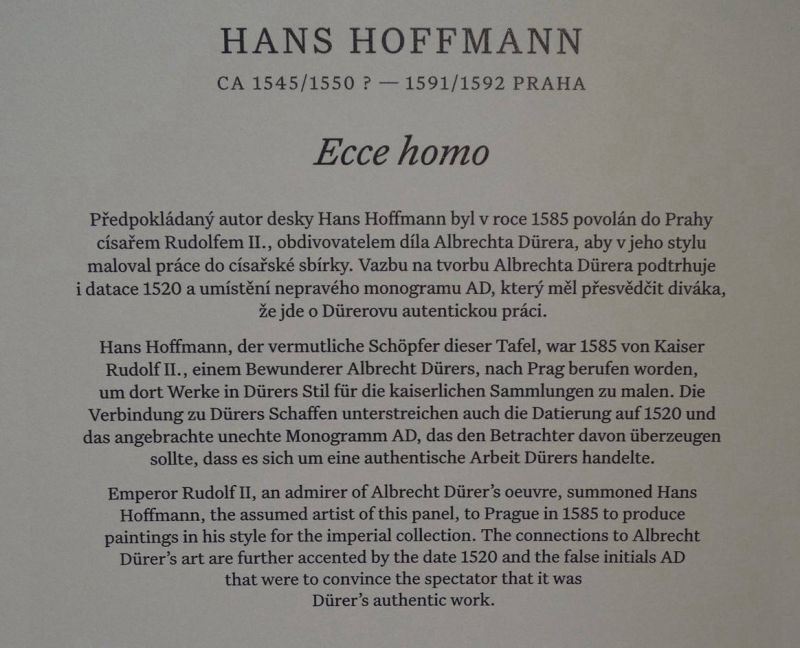 HANS HOFFMANN
CA 1545/1550 ? — 1591/1592 PRAHA
Ecce homo
Předpokládaný autor desky Hans Hoffmann byl v roce 1585 povolán do Prahy
císařem Rudolfem II., obdivovatelem díla Albrechta Dürera, aby v jeho stylu
maloval práce do císařské sbírky. Vazbu na tvorbu Albrechta Dürera podtrhuje
i datace 1520 a umístění nepravého monogramu AD, který měl přesvědčit diváka,
že jde o Dürerovu autentickou práci.
Hans Hoffmann, der vermutliche Schöpfer dieser Tafel, war 1585 von Kaiser
Rudolf II., einem Bewunderer Albrecht Dürers, nach Prag berufen worden,
um dort Werke in Dürers Stil für die kaiserlichen Sammlungen zu malen. Die
Verbindung zu Dürers Schaffen unterstreichen auch die Datierung auf 1520 und
das angebrachte unechte Monogramm AD, das den Betrachter davon überzeugen
sollte, dass es sich um eine authentische Arbeit Dürers handelte.
Emperor Rudolf II, an admirer of Albrecht Dürer’s oeuvre, summoned Hans
Hoffmann, the assumed artist of this panel, to Prague in 1585 to produce
paintings in his style for the imperial collection. The connections to Albrecht
Dürer’s art are further accented by the date 1520 and the false initials AD
that were to convince the spectator that it was
Dürer’s authentic work.